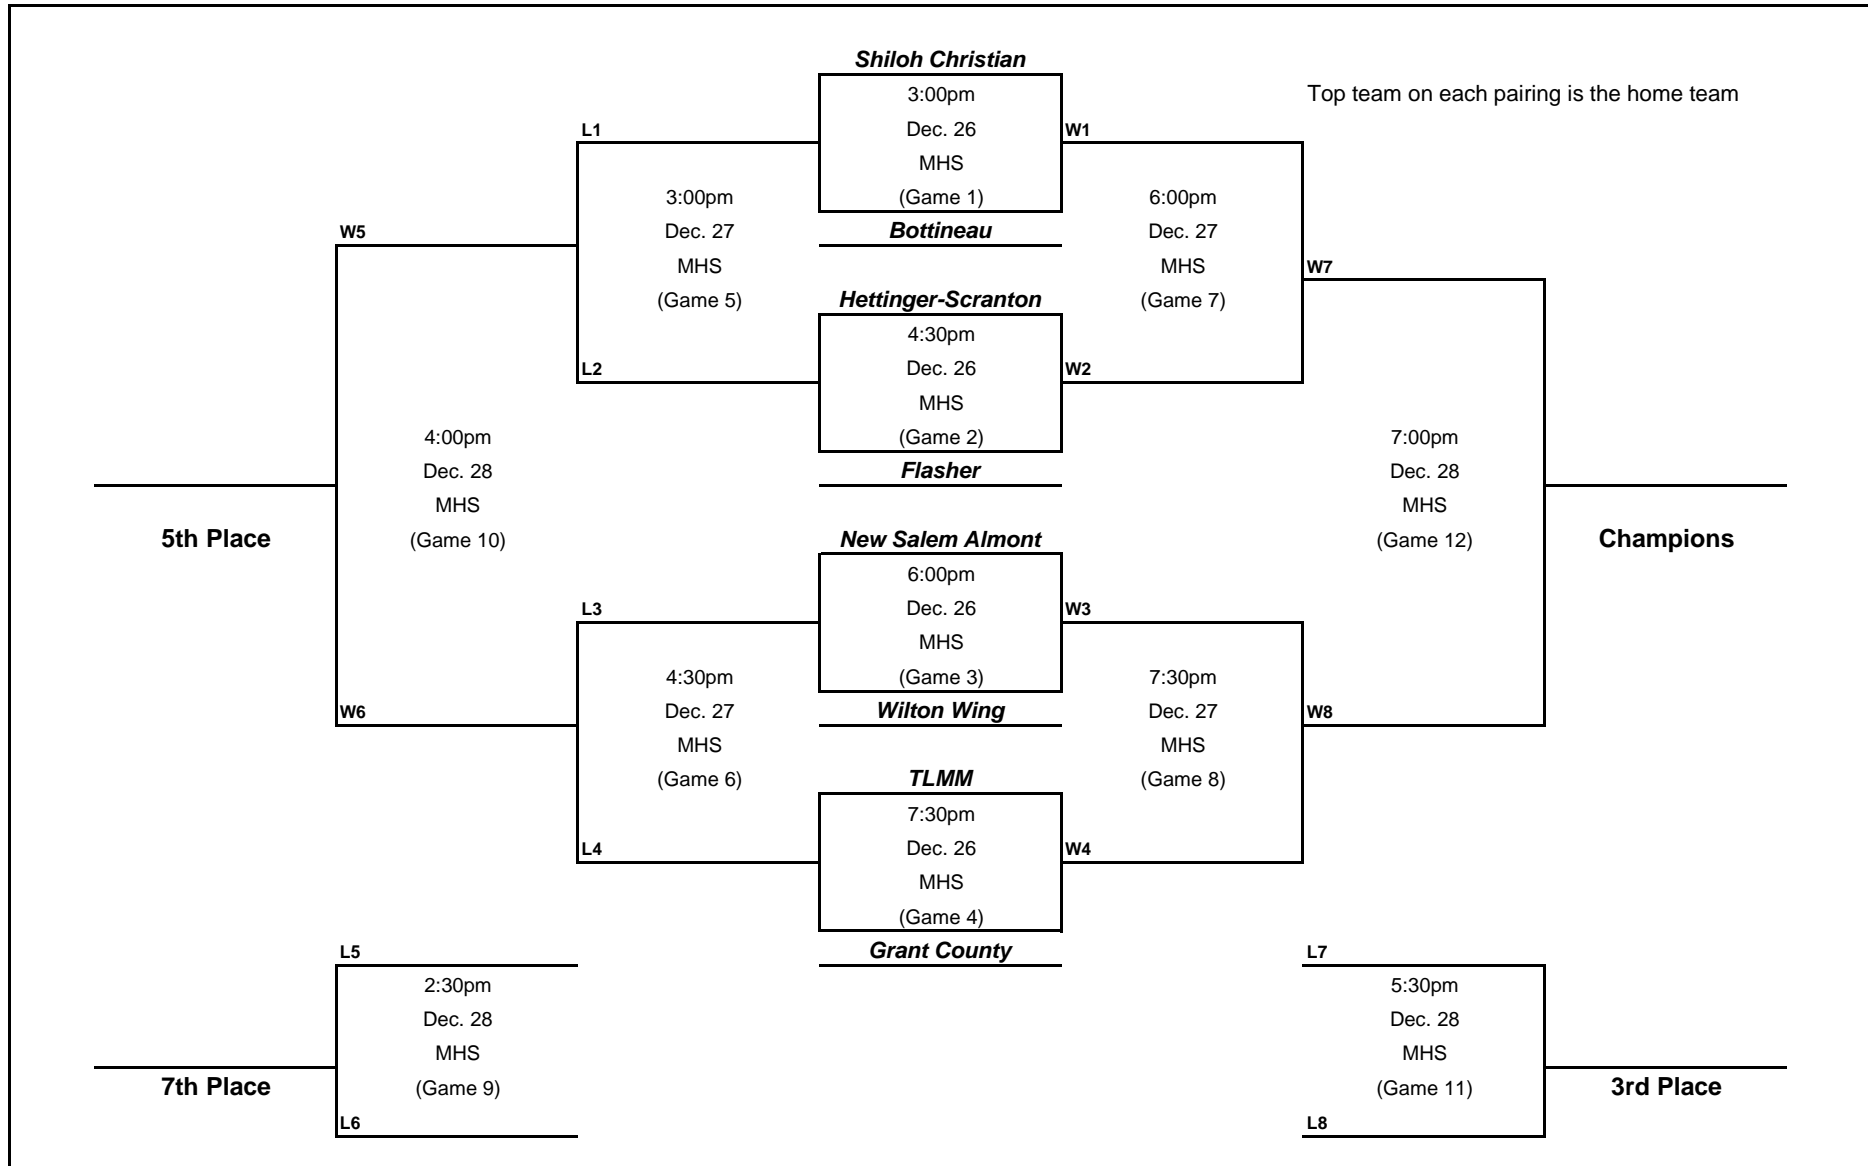 Shiloh Christian
3:00pm
Dec. 26
MHS
(Game 1)
Bottineau
Top team on each pairing is the home team
L1
W1
3:00pm
Dec. 27
MHS
(Game 5)
6:00pm
Dec. 27
MHS
(Game 7)
W5
W7
Hettinger-Scranton
4:30pm
Dec. 26
MHS
(Game 2)
Flasher
L2
W2
4:00pm
Dec. 28
MHS
(Game 10)
5th Place
7:00pm
Dec. 28
MHS
(Game 12)
Champions
New Salem Almont
6:00pm
Dec. 26
MHS
(Game 3)
Wilton Wing
L3
W3
4:30pm
Dec. 27
MHS
(Game 6)
7:30pm
Dec. 27
MHS
(Game 8)
W6
W8
TLMM
7:30pm
Dec. 26
MHS
(Game 4)
Grant County
L4
W4
L5
2:30pm
Dec. 28
MHS
(Game 9)
7th Place
L6
L7
5:30pm
Dec. 28
MHS
(Game 11)
3rd Place
L8